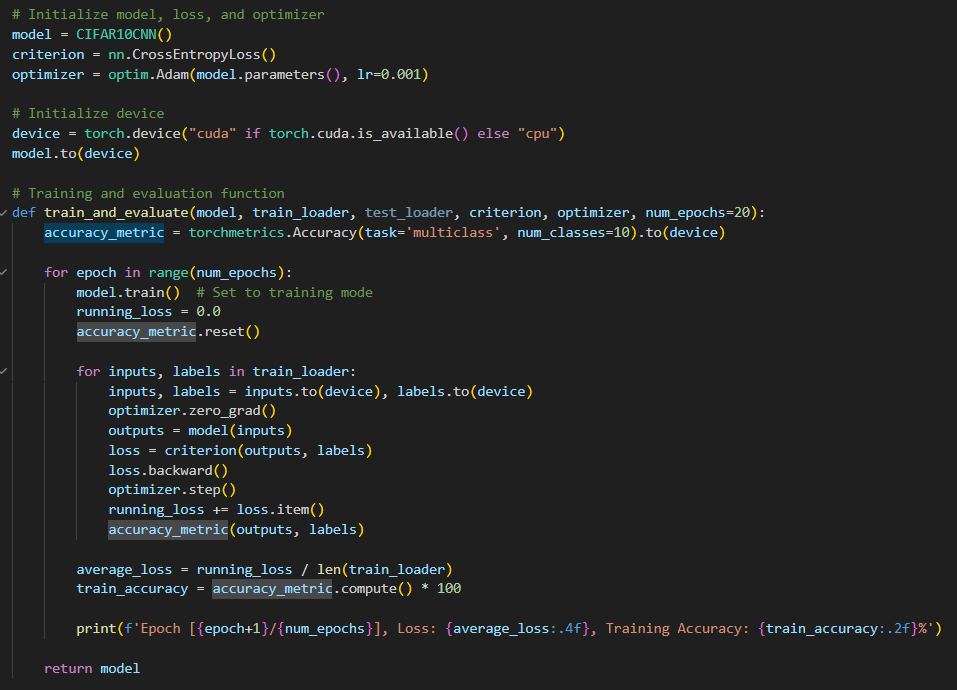 # Initialize model, loss, and optimizer
model = CIFAR10CNN()
criterion = nn.CrossEntropyLoss()
optimizer = optim.Adam(model.parameters(), lr=0.001)

# Initialize device
device = torch.device("cuda" if torch.cuda.is_available() else "cpu")
model.to(device)

# Training and evaluation function
def train_and_evaluate(model, train_loader, test_loader, criterion, optimizer, num_epochs=20):
    accuracy_metric = torchmetrics.Accuracy(task='multiclass', num_classes=10).to(device)

    for epoch in range(num_epochs):
        model.train()  # Set to training mode
        running_loss = 0.0
        accuracy_metric.reset()

        for inputs, labels in train_loader:
            inputs, labels = inputs.to(device), labels.to(device)
            optimizer.zero_grad()
            outputs = model(inputs)
            loss = criterion(outputs, labels)
            loss.backward()
            optimizer.step()
            running_loss += loss.item()
            accuracy_metric(outputs, labels)

        average_loss = running_loss / len(train_loader)
        train_accuracy = accuracy_metric.compute() * 100

        print(f'Epoch [{epoch+1}/{num_epochs}], Loss: {average_loss:.4f}, Training Accuracy: {train_accuracy:.2f}%')

    return model